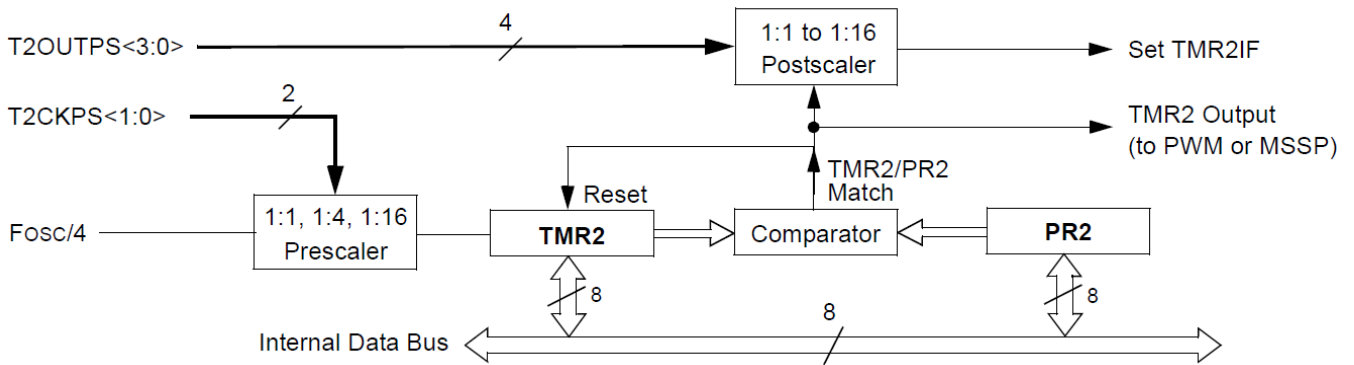 T2OUTPS<3:0>
4
1:1 to 1:16
Postscaler
Set TMR2IF
T2CKPS<1:0>
2
TMR2 Output
(to PWM or MSSP)
TMR2/PR2
Match
Reset
Fosc/4
1:1, 1:4, 1:16
Prescaler
TMR2
Comparator
PR2
8
8
8
Internal Data Bus